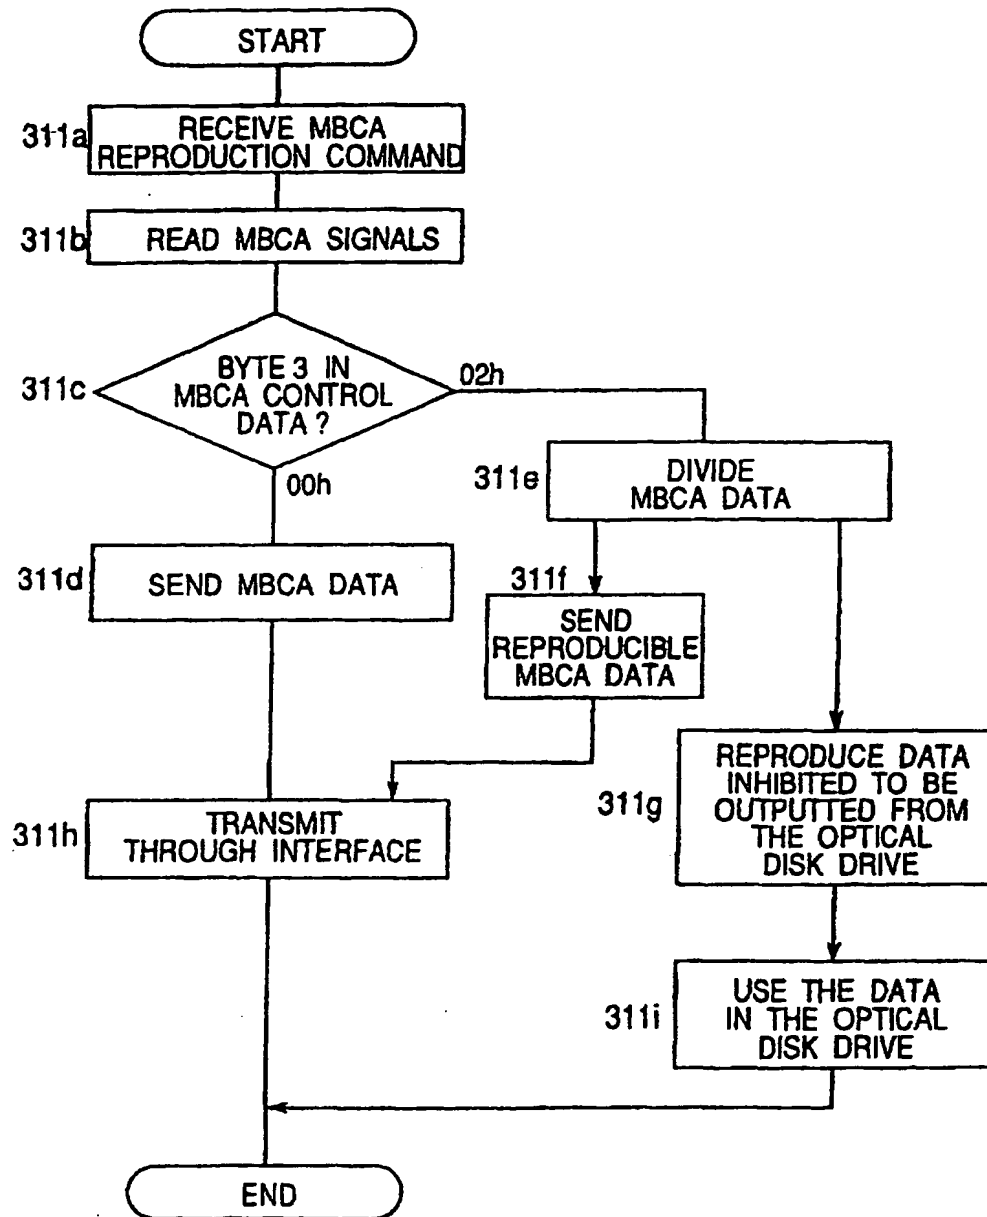 START
311a
RECEIVE MBCA
REPRODUCTION COMMAND
311b
READ MBCA SIGNALS
311c
BYTE 3 IN
MBCA CONTROL
DATA ?
02h
00h
311e
DIVIDE
MBCA DATA
311d
SEND MBCA DATA
311f
SEND
REPRODUCIBLE
MBCA DATA
311g
REPRODUCE DATA
INHIBITED TO BE
OUTPUTTED FROM
THE OPTICAL
DISK DRIVE
311h
TRANSMIT
THROUGH INTERFACE
311i
USE THE DATA
IN THE OPTICAL
DISK DRIVE
END